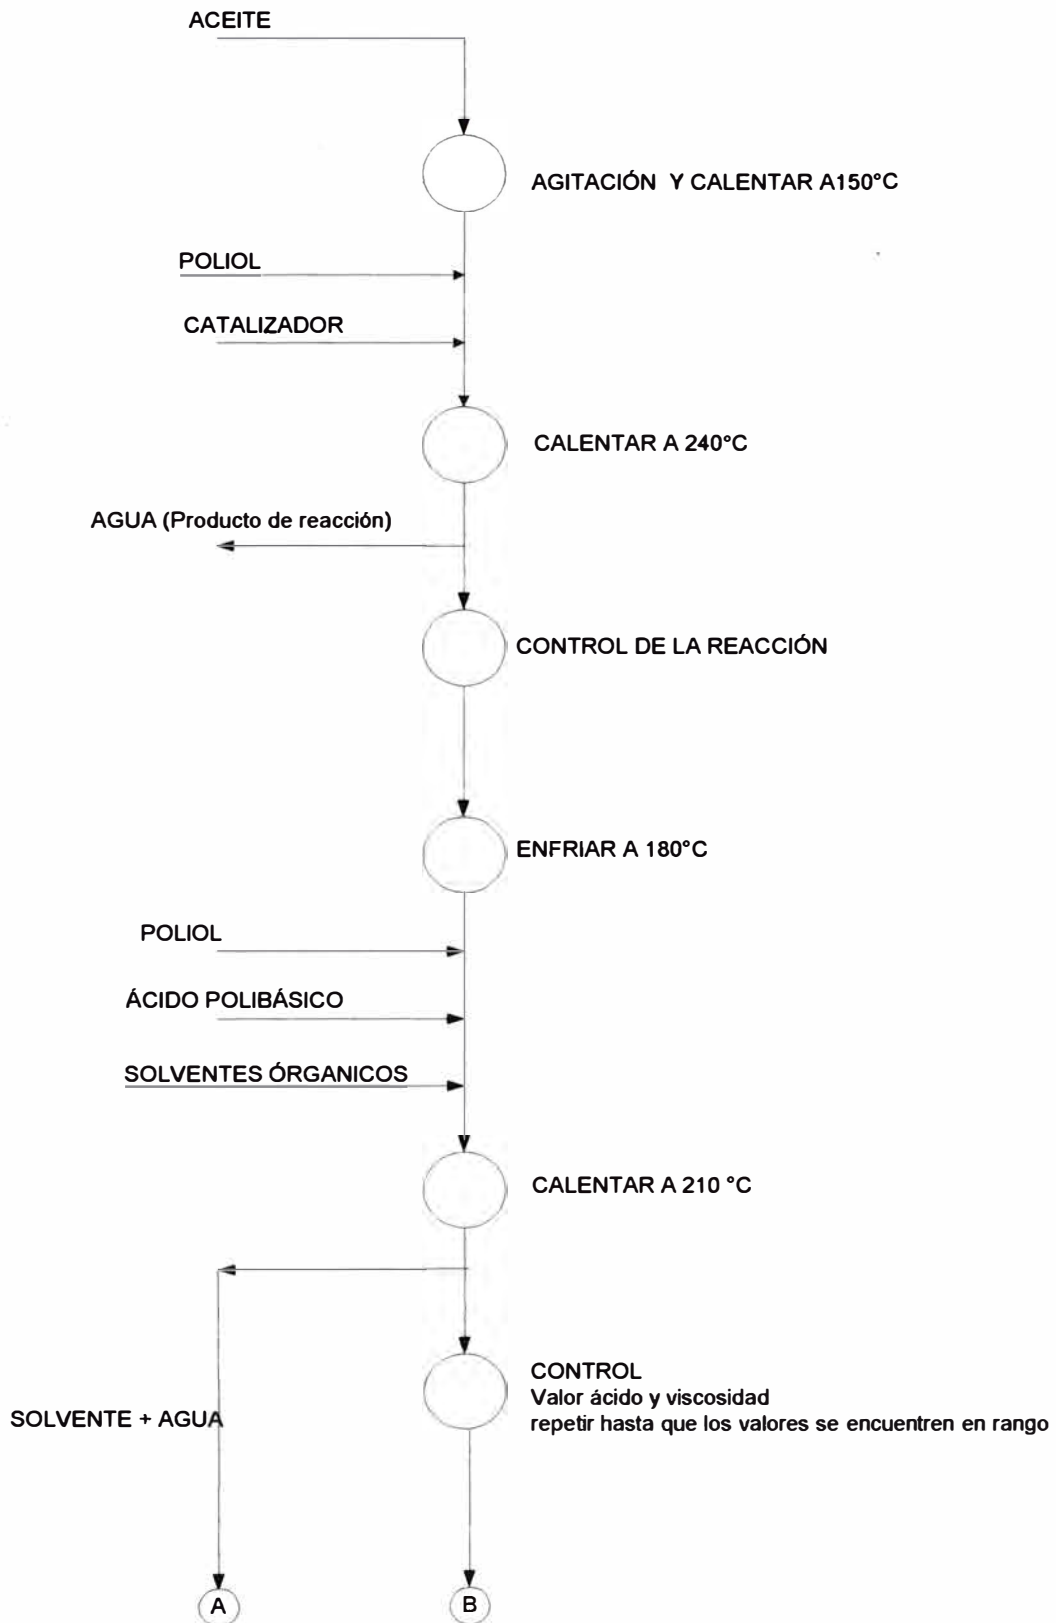 ACEITE
AGITACIÓN Y CALENTAR A150°C
POLIOL
CATALIZADOR
CALENTAR A 240°C
AGUA (Producto de reacción)
CONTROL DE LA REACCIÓN
ENFRIAR A 180°C
POLIOL
ÁCIDO POLIBÁSICO
SOLVENTES ÓRGANICOS
CALENTAR A 210 °C
CONTROL
Valor ácido y viscosidad
repetir hasta que los valores se encuentren en rango
SOLVENTE + AGUA
A
B